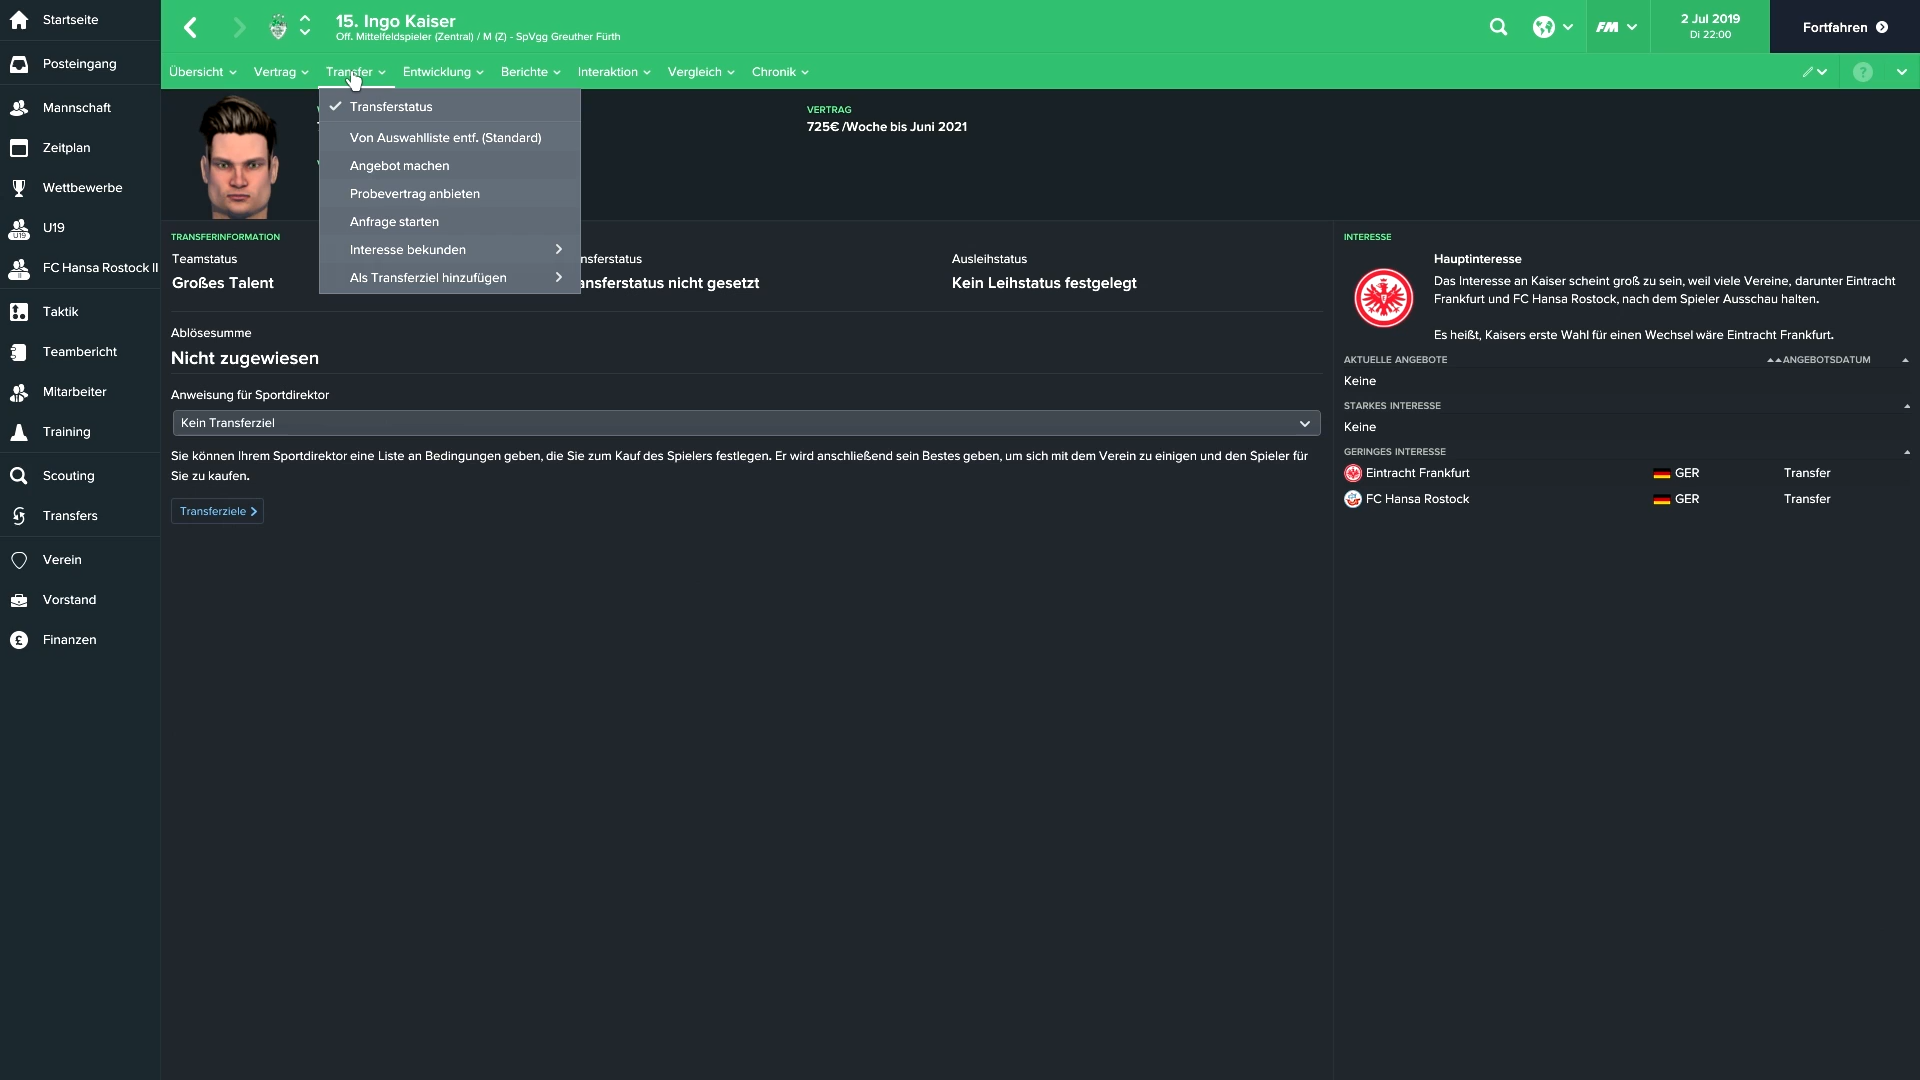 Startseite
Posteingang
Mannschaft
Zeitplan
Wettbewerbe
U19
FC Hansa Rostock II
Taktik
Teambericht
Mitarbeiter
Training
Scouting
Transfers
Verein
Vorstand
Finanzen
15. Ingo Kaiser
Off. Mittelfeldspieler (Zentral) / M (Z) - SpVgg Greuther Fürth
FM
2 Jul 2019
Di 22:00
Fortfahren
Übersicht Vertrag Transfer Entwicklung Berichte Interaktion Vergleich Chronik
Transferstatus
Von Auswahlliste entf. (Standard)
Angebot machen
Probevertrag anbieten
Anfrage starten
Interesse bekunden
Als Transferziel hinzufügen
VERTRAG
725€ /Woche bis Juni 2021
TRANSFERINFORMATION
Teamstatus
Großes Talent
nsferstatus
ansferstatus nicht gesetzt
Ausleihstatus
Kein Leihstatus festgelegt
Ablösesumme
Nicht zugewiesen
Anweisung für Sportdirektor
Kein Transferziel
Sie können Ihrem Sportdirektor eine Liste an Bedingungen geben, die Sie zum Kauf des Spielers festlegen. Er wird anschließend sein Bestes geben, um sich mit dem Verein zu einigen und den Spieler für
Sie zu kaufen.
Transferziele
INTERESSE
Hauptinteresse
Das Interesse an Kaiser scheint groß zu sein, weil viele Vereine, darunter Eintracht
Frankfurt und FC Hansa Rostock, nach dem Spieler Ausschau halten.
Es heißt, Kaisers erste Wahl für einen Wechsel wäre Eintracht Frankfurt.
AKTUELLE ANGEBOTE ANGEBOTSDATUM
Keine
STARKES INTERESSE
Keine
GERINGES INTERESSE
Eintracht Frankfurt GER Transfer
FC Hansa Rostock GER Transfer